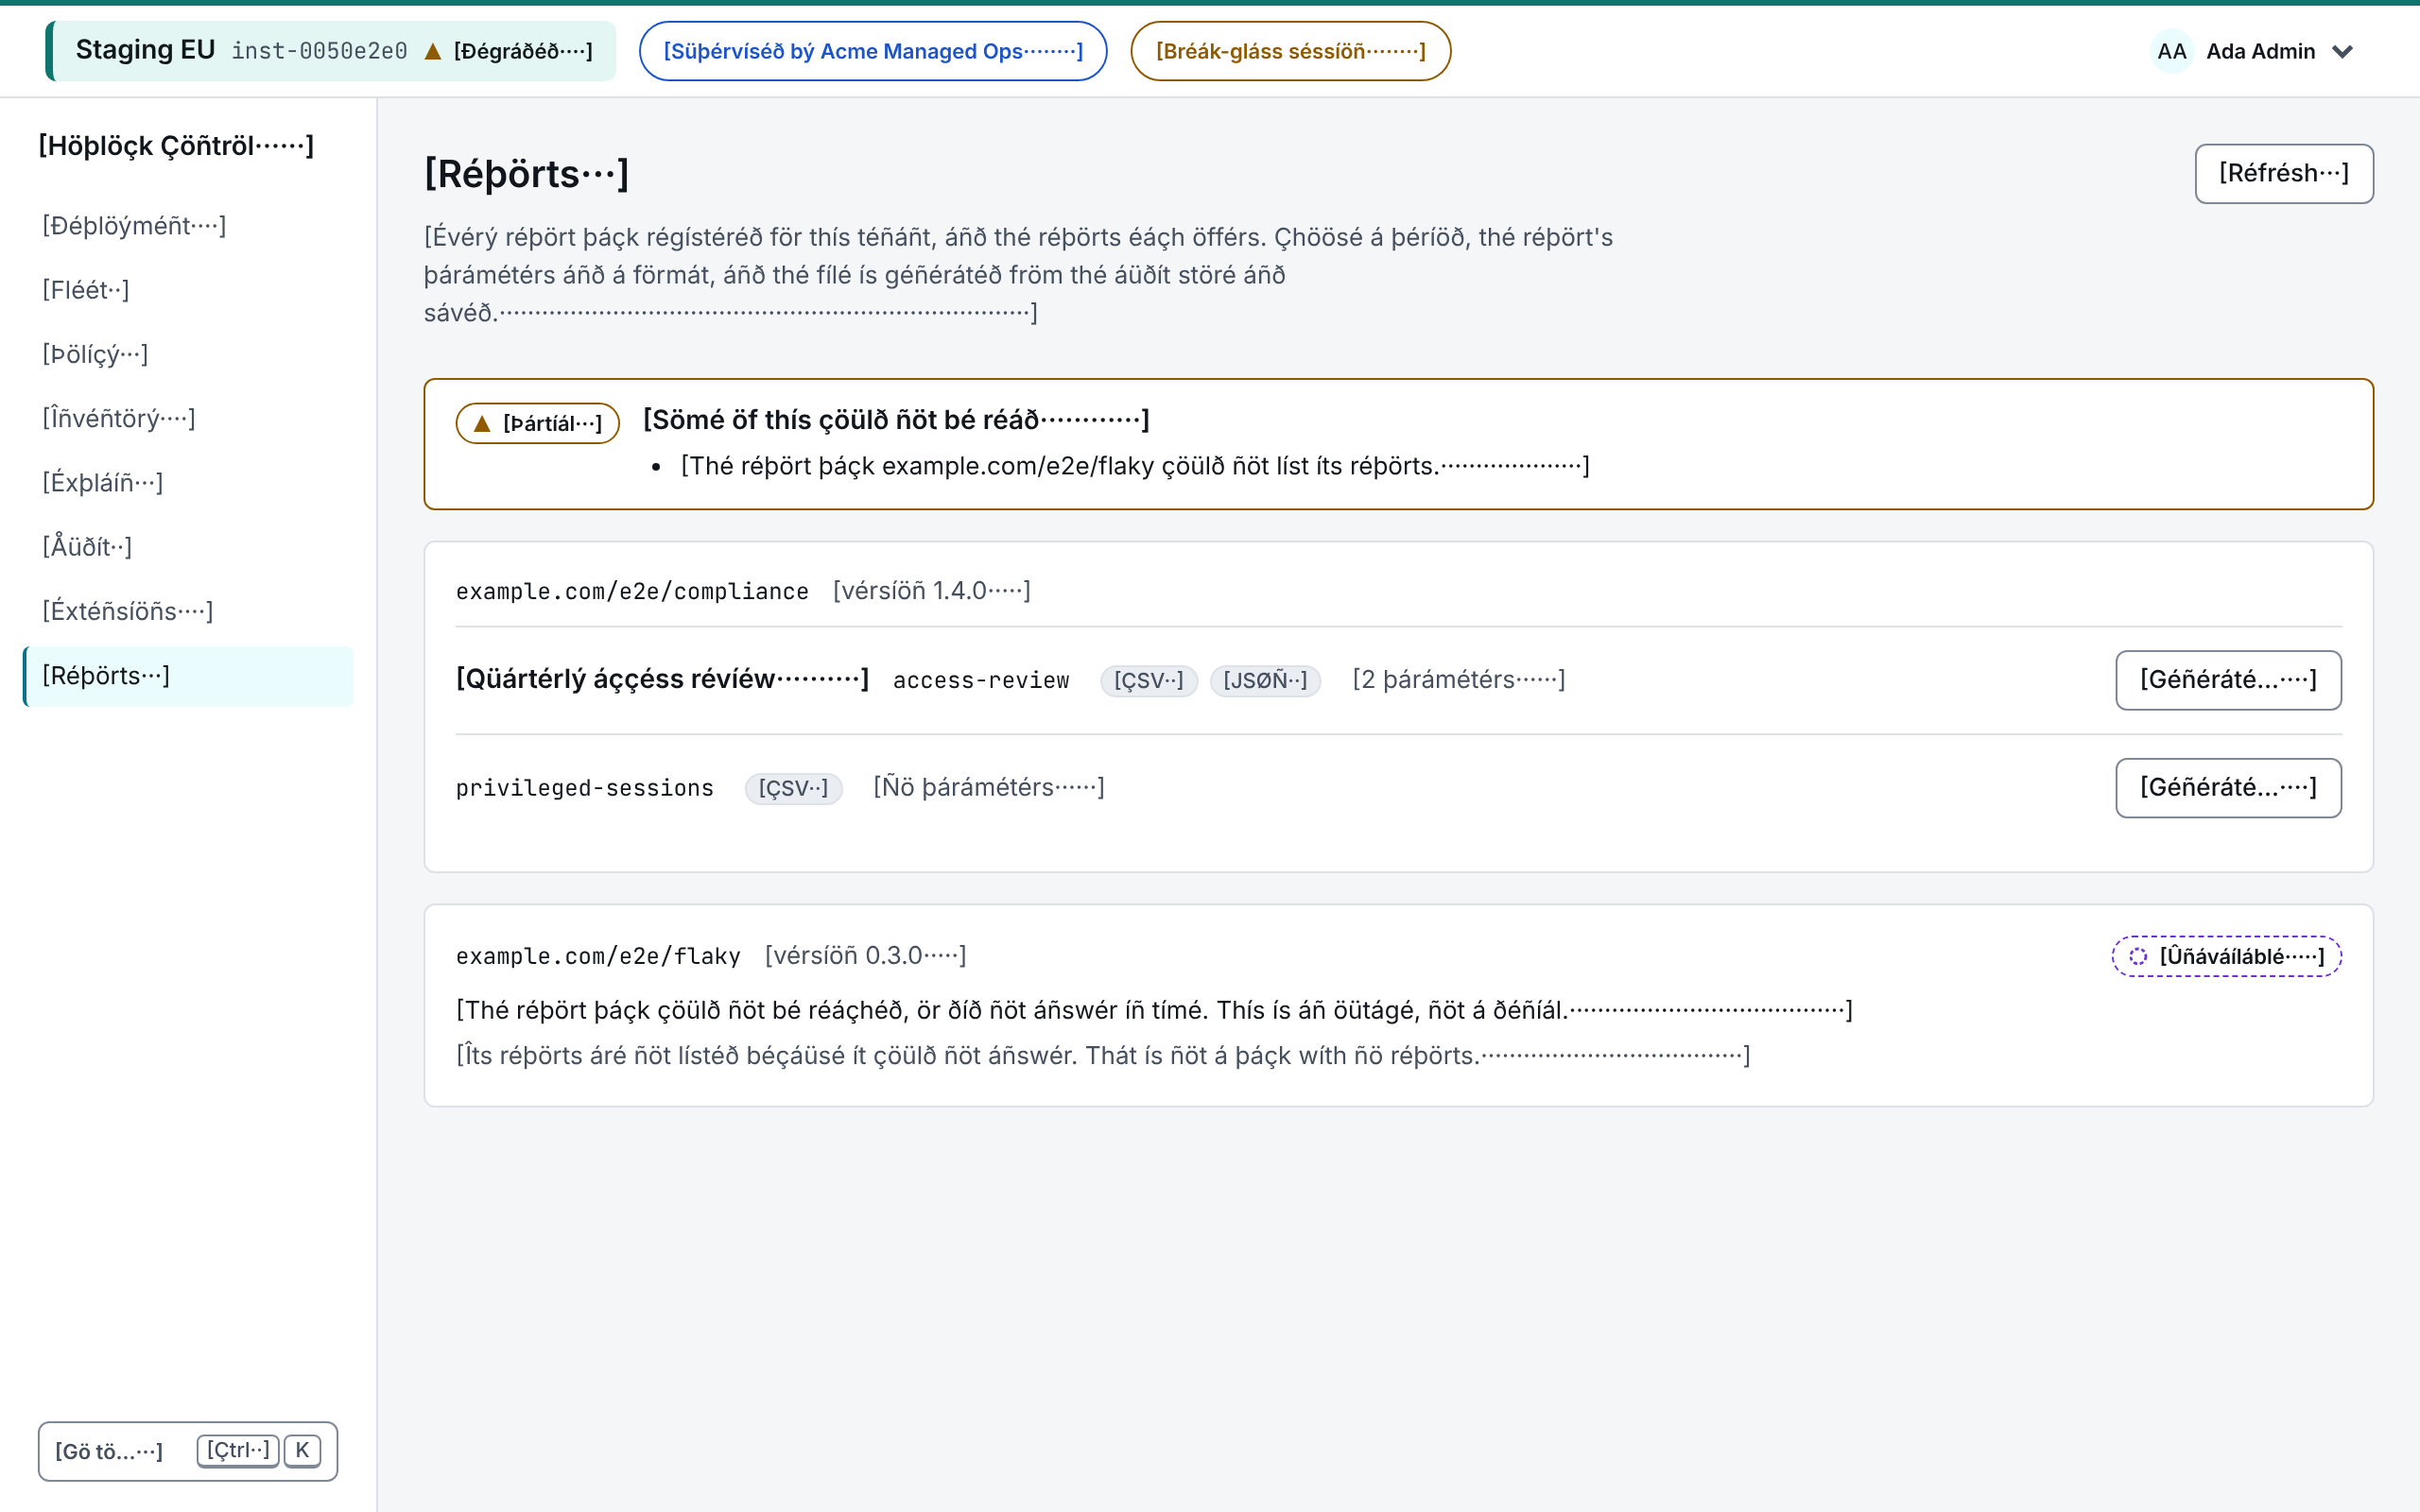 Staging EU inst-0050e2e0 ▲ [Ðégráðéð····]
[Süþérvíséð bý Acme Managed Ops········]
[Bréák-gláss séssíöñ········]
AA Ada Admin
[Höþlöçk Çöñtröl······]
[Ðéþlöýméñt····]
[Fléét··]
[Þölíçý···]
[Îñvéñtörý····]
[Éxþláíñ···]
[Åüðít··]
[Éxténsíöñs····]
[Réþörts···]
[Gö tö…···] [Çtrl··] K
[Réþörts···]
[Réfrésh···]
[Évérý réþört þáçk régístéréð för thís téñáñt, áñð thé réþörts éáçh öfférs. Çhöösé á þéríöð, thé réþört's
þárámétérs áñð á förmát, áñð thé fílé ís géñérátéð fröm thé áüðít störé áñð
sávéð.···········································································]
▲ [Þártíál···] [Sömé öf thís çöülð ñöt bé réáð············]
• [Thé réþört þáçk example.com/e2e/flaky çöülð ñöt líst íts réþörts.····················]
example.com/e2e/compliance [vérsíöñ 1.4.0·····]
[Qüártérlý áççéss révíéw··········] access-review [ÇSV··] [JSØÑ··] [2 þárámétérs······] [Géñéráté…····]
privileged-sessions [ÇSV··] [Ñö þárámétérs······] [Géñéráté…····]
example.com/e2e/flaky [vérsíöñ 0.3.0·····] [Ûñáváíláblé·····]
[Thé réþört þáçk çöülð ñöt bé réáçhéð, ör ðíð ñöt áñswér íñ tímé. Thís ís áñ öütágé, ñöt á ðéñíál.·······································]
[Îts réþörts áré ñöt lístéð béçáüsé ít çöülð ñöt áñswér. Thát ís ñöt á þáçk wíth ñö réþörts.·····································]